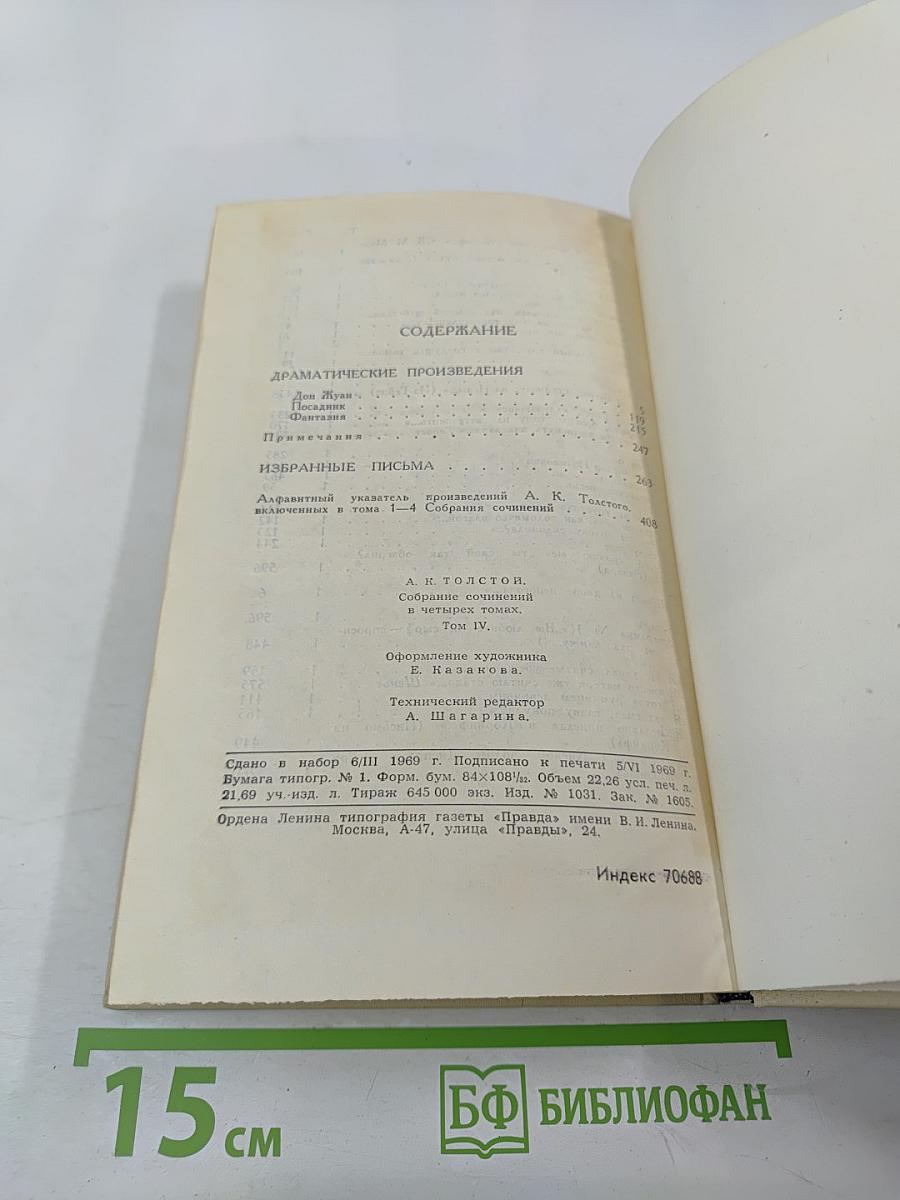 СОДЕРЖАНИЕ
ДРАМАТИЧЕСКИЕ ПРОИЗВЕДЕНИЯ
Дон Жуан . . . . . . . . . . . . . . . . 5
Посадник . . . . . . . . . . . . . . . . 119
Фантазия . . . . . . . . . . . . . . . . 215
Примечания . . . . . . . . . . . . . . . 247
ИЗБРАННЫЕ ПИСЬМА . . . . . . . . . . . . 263
Алфавитный указатель произведений А. К. Толстого,
включенных в тома 1—4 Собрания сочинений . . . . . 408
А. К. ТОЛСТОЙ.
Собрание сочинений
в четырех томах.
Том IV.
Оформление художника
Е. Казакова.
Технический редактор
А. Шагарина.
Сдано в набор 6/III 1969 г. Подписано к печати 5/VI 1969 г.
Бумага типогр. № 1. Форм. бум. 84×108¹/₃₂. Объем 22,26 усл. печ. л.
21,69 уч.-изд. л. Тираж 645 000 экз. Изд. № 1031. Зак. № 1605.
Ордена Ленина типография газеты «Правда» имени В. И. Ленина.
Москва, А-47, улица «Правды», 24.
Индекс 70688
15 см
БФ БИБЛИОФАН